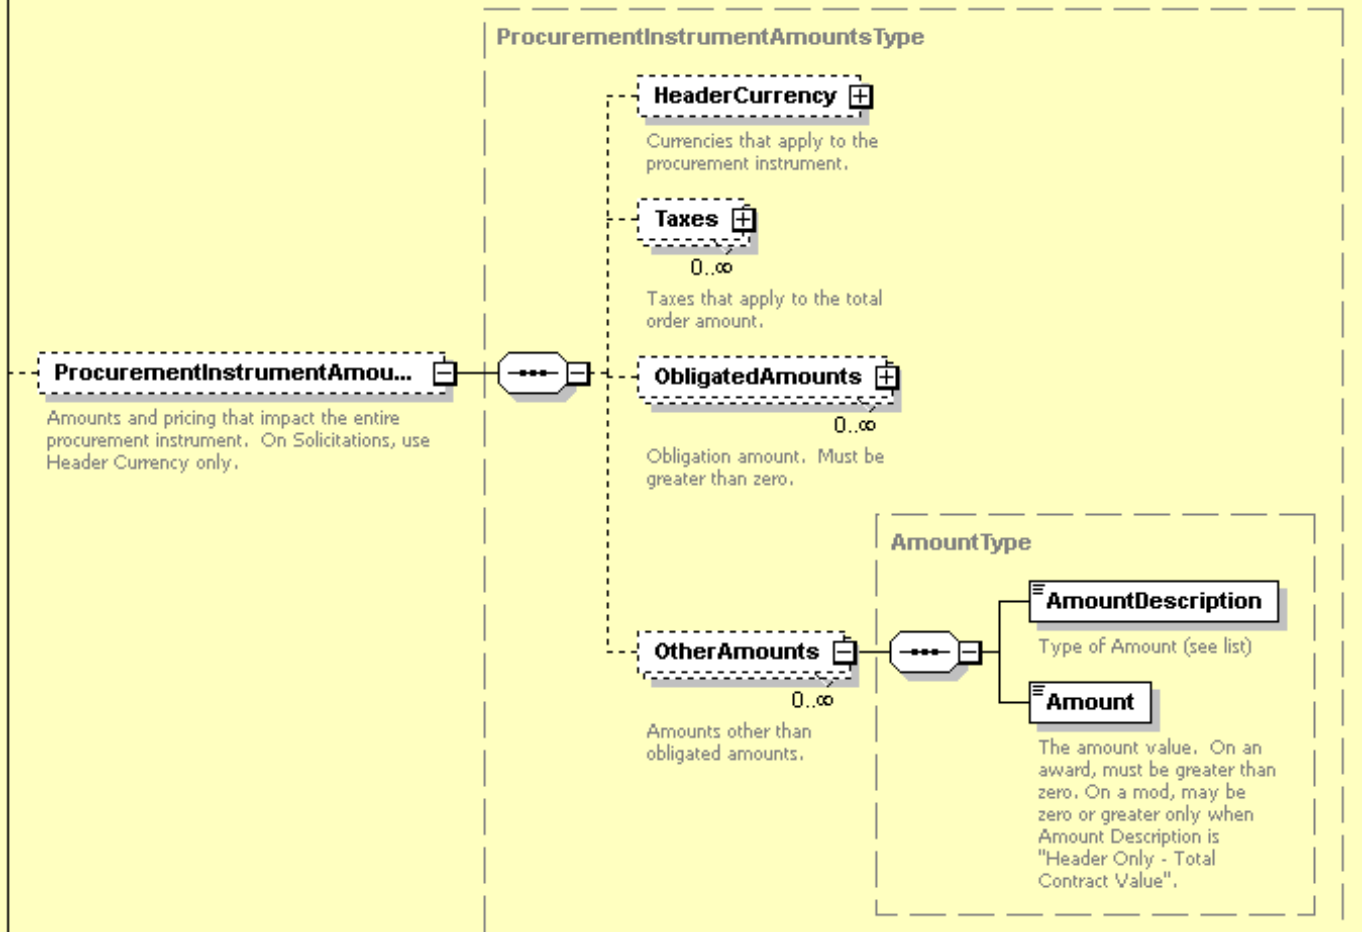 ProcurementInstrumentAmountsType
HeaderCurrency
Currencies that apply to the
procurement instrument.
Taxes
0..∞
Taxes that apply to the total
order amount.
ProcurementInstrumentAmou...
Amounts and pricing that impact the entire
procurement instrument. On Solicitations, use
Header Currency only.
ObligatedAmounts
0..∞
Obligation amount. Must be
greater than zero.
OtherAmounts
0..∞
Amounts other than
obligated amounts.
AmountType
AmountDescription
Type of Amount (see list)
Amount
The amount value. On an
award, must be greater than
zero. On a mod, may be
zero or greater only when
Amount Description is
"Header Only - Total
Contract Value".